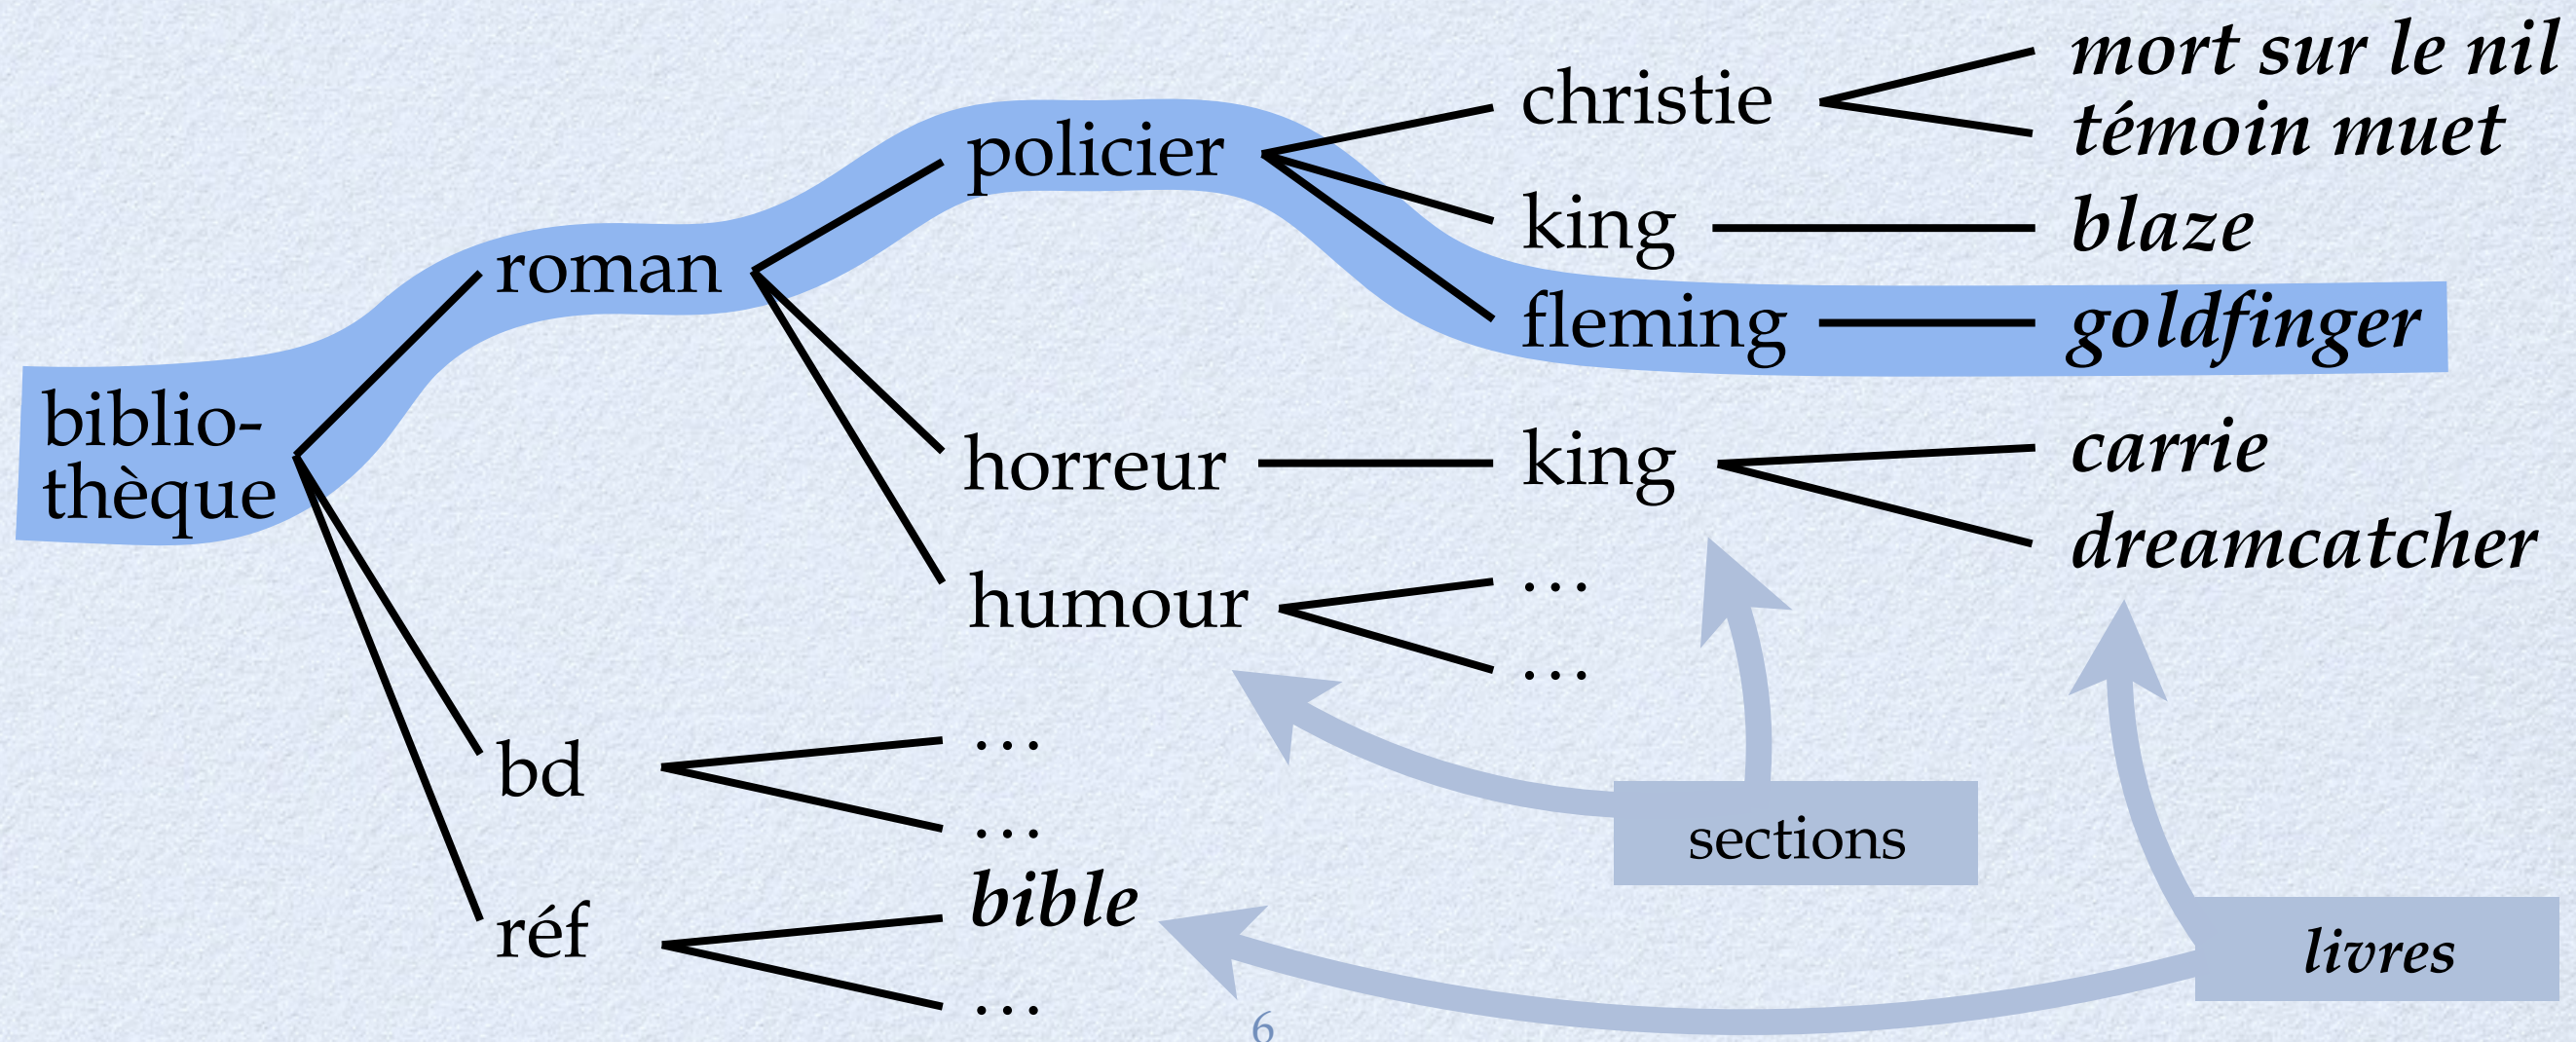 mort sur le nil
christie
témoin muet
policier
king
blaze
roman
fleming
goldfinger
biblio-
thèque
horreur
king
carrie
dreamcatcher
humour
...
...
bd
...
...
sections
réf
bible
...
livres
6